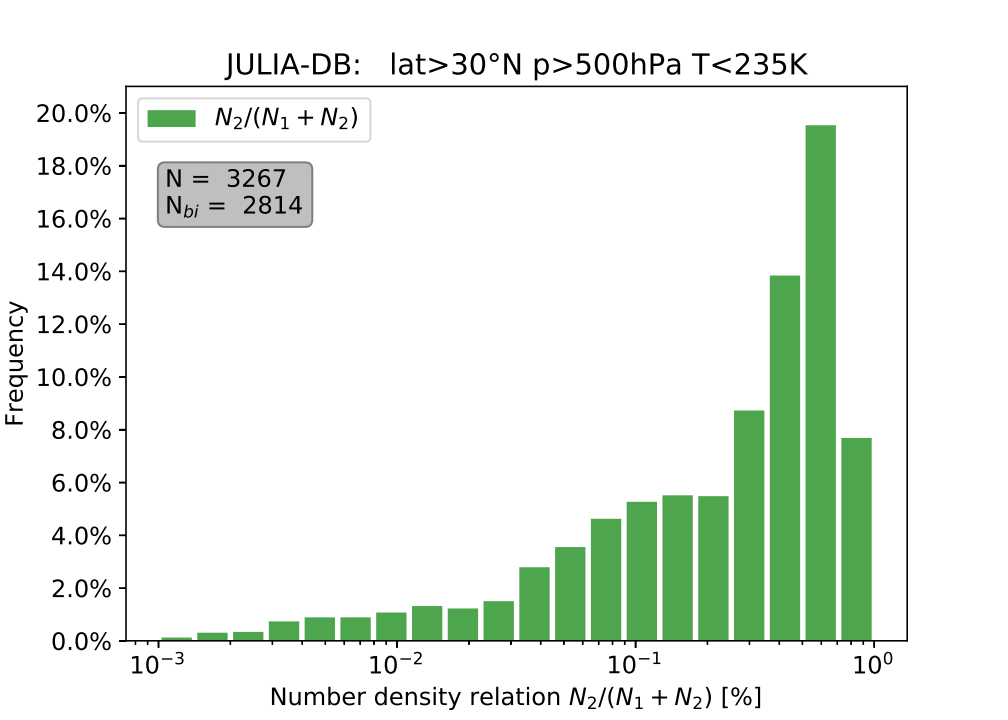 JULIA-DB: lat>30°N p>500hPa T<235K
N₂/(N₁ + N₂)
N = 3267
N_bi = 2814
Frequency
20.0%
18.0%
16.0%
14.0%
12.0%
10.0%
8.0%
6.0%
4.0%
2.0%
0.0%
10⁻³ 10⁻² 10⁻¹ 10⁰
Number density relation N₂/(N₁ + N₂) [%]